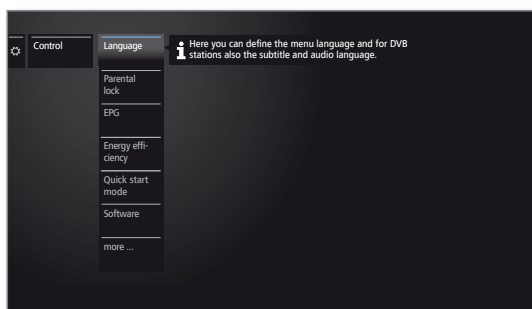 Control
Language
Here you can define the menu language and for DVB
stations also the subtitle and audio language.
Parental
lock
EPG
Energy effi-
ciency
Quick start
mode
Software
more ...